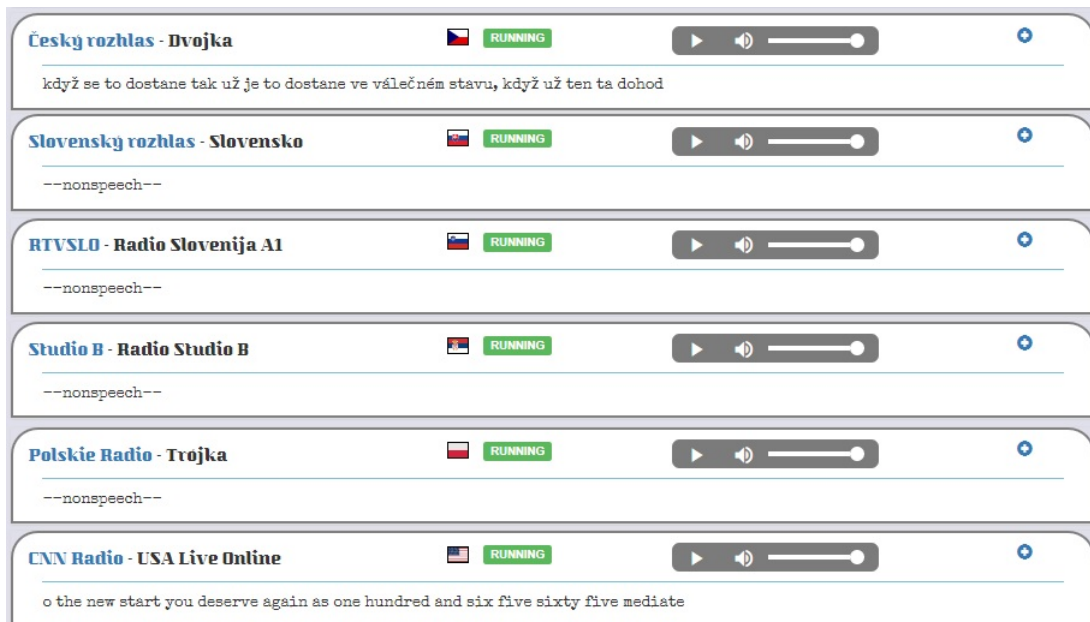 Český rozhlas - Dvojka RUNNING
když se to dostane tak už je to dostane ve válečném stavu, když už ten ta dohod
Slovenský rozhlas - Slovensko RUNNING
--nonspeech--
RTVSLO - Radio Slovenija A1 RUNNING
--nonspeech--
Studio B - Radio Studio B RUNNING
--nonspeech--
Polskie Radio - Trójka RUNNING
--nonspeech--
CNN Radio - USA Live Online RUNNING
o the new start you deserve again as one hundred and six five sixty five mediate